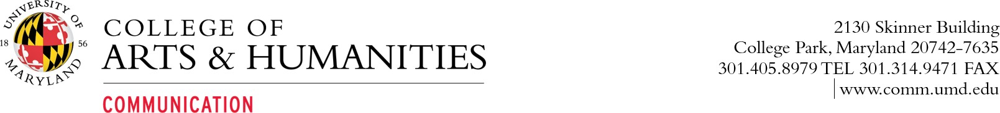 UNIVERSITY OF
18 56
MARYLAND
COLLEGE OF
ARTS & HUMANITIES
COMMUNICATION
2130 Skinner Building
College Park, Maryland 20742-7635
301.405.8979 TEL 301.314.9471 FAX
| www.comm.umd.edu